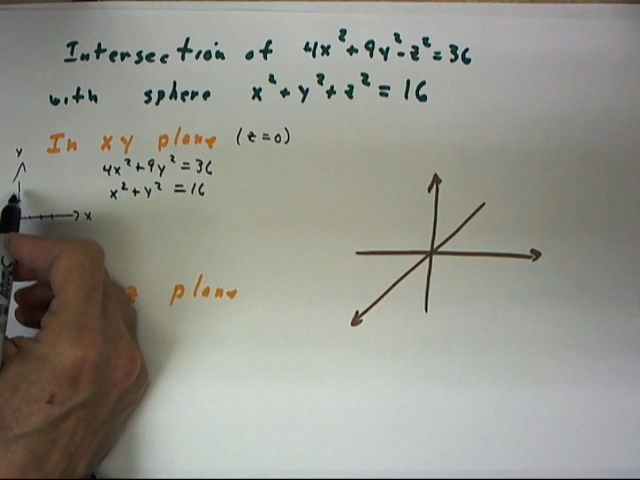 Intersection of 4x²+9y²-z²=36
with sphere x²+y²+z²=16
In xy plane (z=0)
4x²+9y²=36
x²+y²=16
y
x
z plane